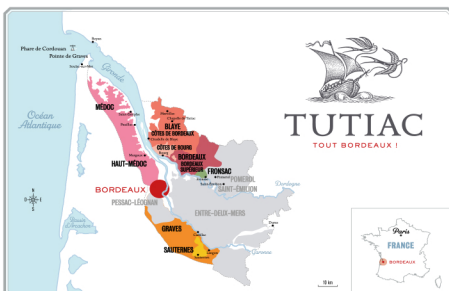 Phare de Cordouan
Royan
Pointe de Grave
Gironde
Océan
Atlantique
MÉDOC
HAUT-MÉDOC
BLAYE
CÔTES DE BORDEAUX
CÔTES DE BOURG
BORDEAUX
BORDEAUX
SUPÉRIEUR
FRONSAC
POMEROL
SAINT-ÉMILION
Dordogne
BORDEAUX
PESSAC-LÉOGNAN
ENTRE-DEUX-MERS
GRAVES
SAUTERNES
Garonne
10 km
TUTIAC
TOUT BORDEAUX !
Paris
FRANCE
BORDEAUX